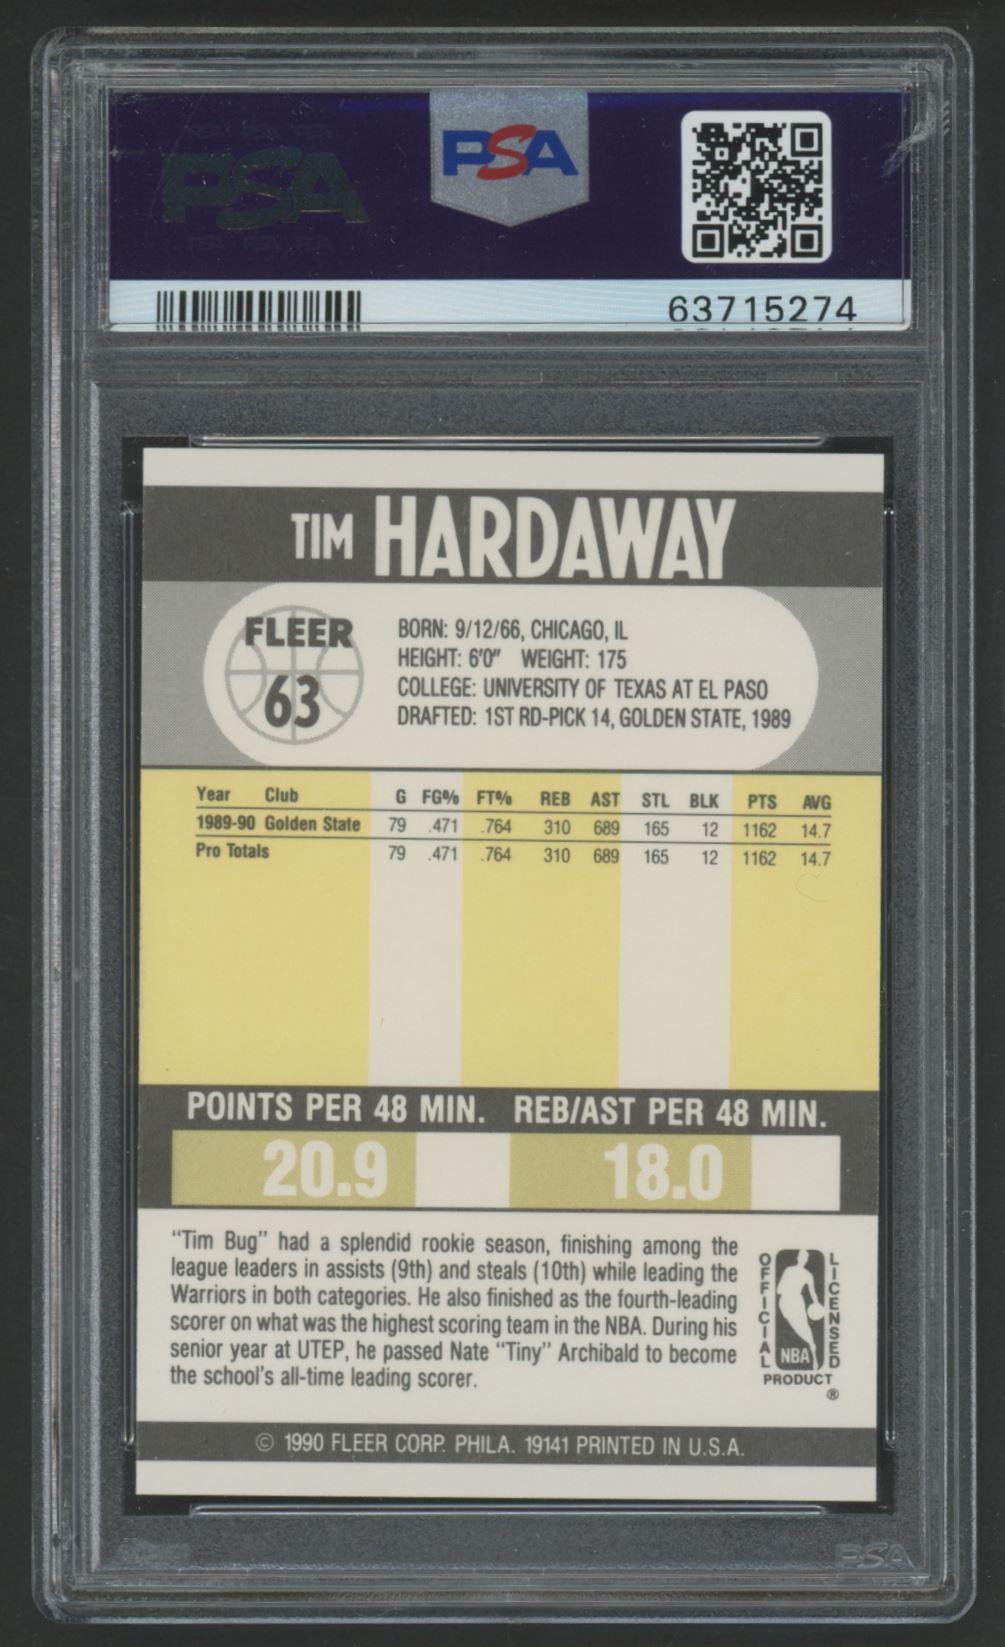 PSA
PSA
63715274
TIM HARDAWAY
FLEER
63
BORN: 9/12/66, CHICAGO, IL
HEIGHT: 6'0" WEIGHT: 175
COLLEGE: UNIVERSITY OF TEXAS AT EL PASO
DRAFTED: 1ST RD-PICK 14, GOLDEN STATE, 1989
Year Club G FG% FT% REB AST STL BLK PTS AVG
1989-90 Golden State 79 .471 .764 310 689 165 12 1162 14.7
Pro Totals 79 .471 .764 310 689 165 12 1162 14.7
POINTS PER 48 MIN. REB/AST PER 48 MIN.
20.9 18.0
"Tim Bug" had a splendid rookie season, finishing among the
league leaders in assists (9th) and steals (10th) while leading the
Warriors in both categories. He also finished as the fourth-leading
scorer on what was the highest scoring team in the NBA. During his
senior year at UTEP, he passed Nate "Tiny" Archibald to become
the school's all-time leading scorer.
OFFICIAL
NBA
LICENSED
PRODUCT
®
© 1990 FLEER CORP. PHILA. 19141 PRINTED IN U.S.A.
PSA